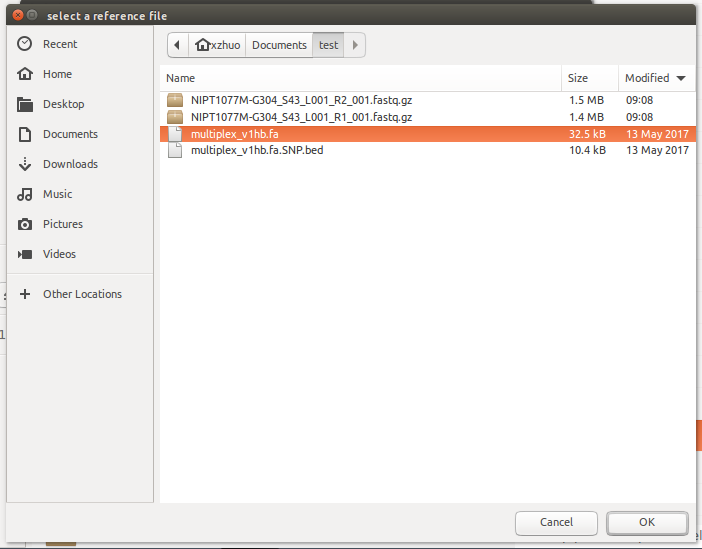 select a reference file
Recent
Home
Desktop
Documents
Downloads
Music
Pictures
Videos
Other Locations
xzhuo Documents test
Name Size Modified
NIPT1077M-G304_S43_L001_R2_001.fastq.gz 1.5 MB 09:08
NIPT1077M-G304_S43_L001_R1_001.fastq.gz 1.4 MB 09:08
multiplex_v1hb.fa 32.5 kB 13 May 2017
multiplex_v1hb.fa.SNP.bed 10.4 kB 13 May 2017
Cancel OK